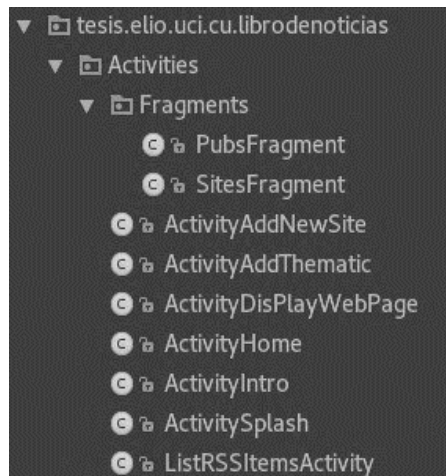 tesis.elio.uci.cu.librodenoticias
Activities
Fragments
PubsFragment
SitesFragment
ActivityAddNewSite
ActivityAddThematic
ActivityDisPlayWebPage
ActivityHome
ActivityIntro
ActivitySplash
ListRSSItemsActivity